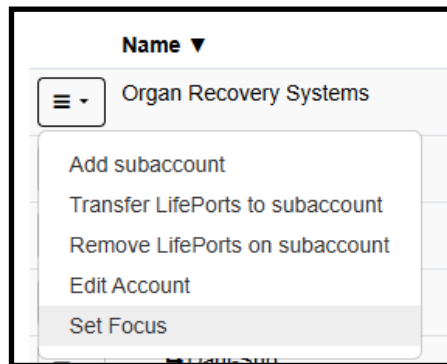 Name ▼
Organ Recovery Systems
Add subaccount
Transfer LifePorts to subaccount
Remove LifePorts on subaccount
Edit Account
Set Focus